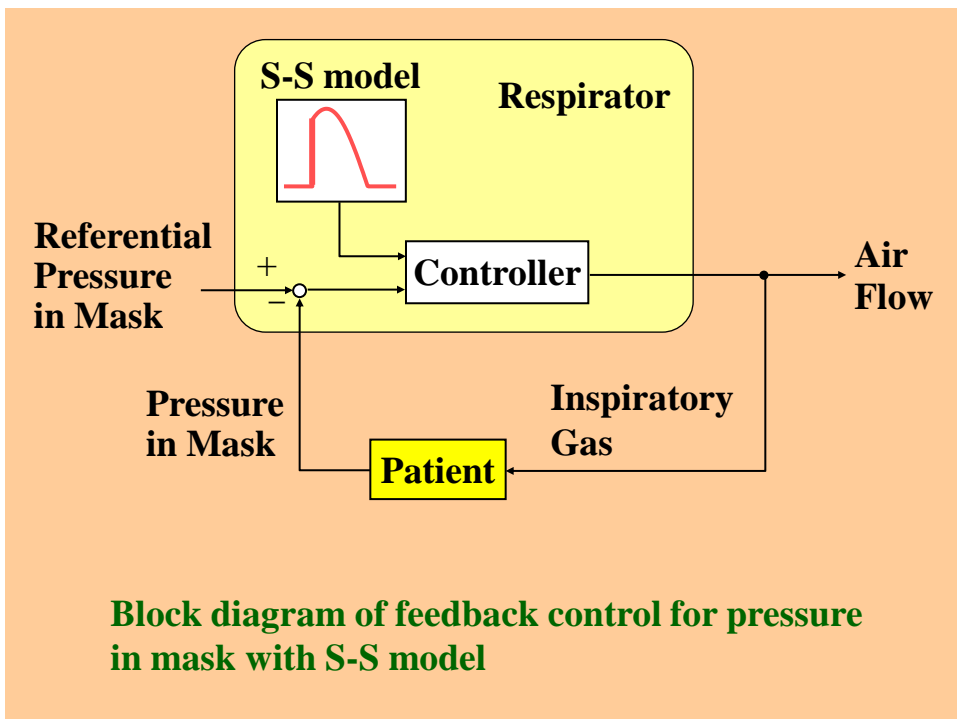 S-S model
Respirator
Referential
Pressure
in Mask
+
−
Controller
Air
Flow
Pressure
in Mask
Inspiratory
Gas
Patient
Block diagram of feedback control for pressure
in mask with S-S model